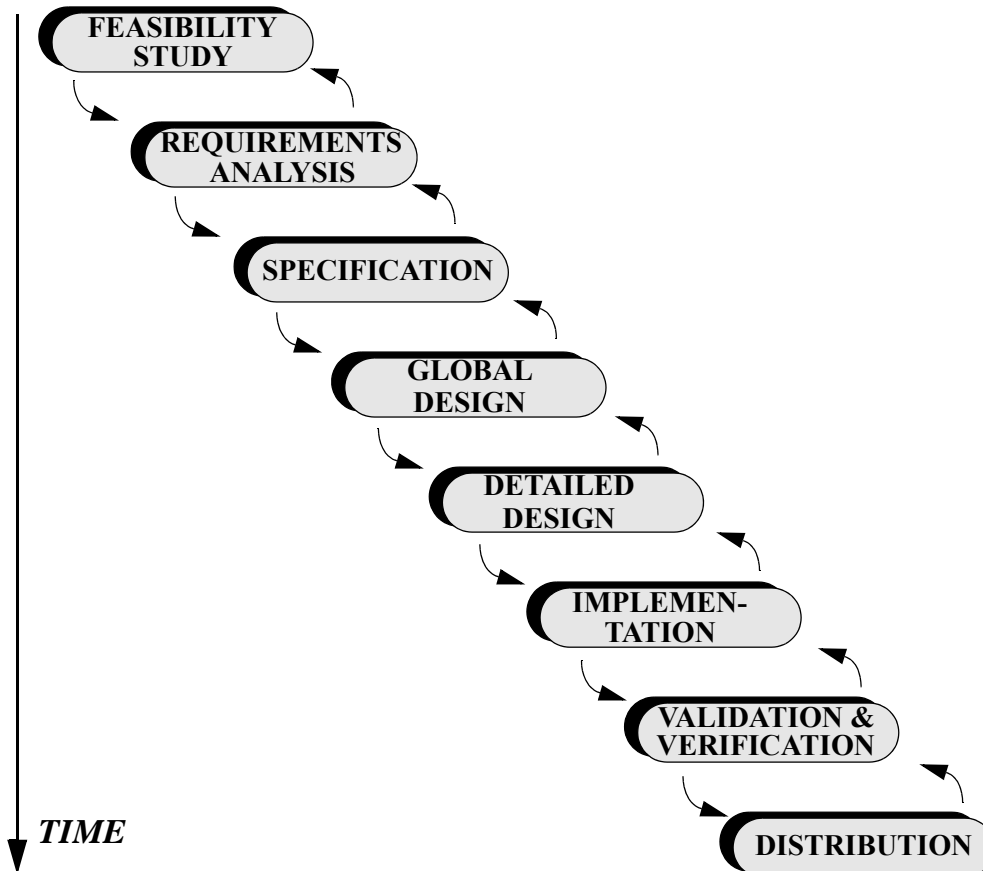 FEASIBILITY
STUDY
REQUIREMENTS
ANALYSIS
SPECIFICATION
GLOBAL
DESIGN
DETAILED
DESIGN
IMPLEMEN-
TATION
VALIDATION &
VERIFICATION
TIME
DISTRIBUTION